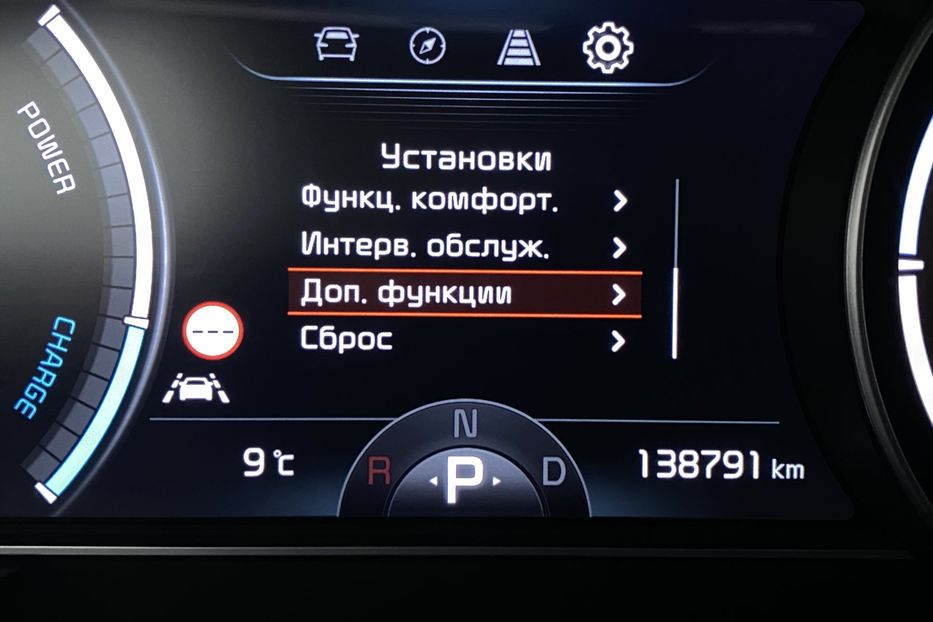 POWER
CHARGE
Установки
Функц. комфорт.
Интерв. обслуж.
Доп. функции
Сброс
---
9 °C
R N D
P
138791 km